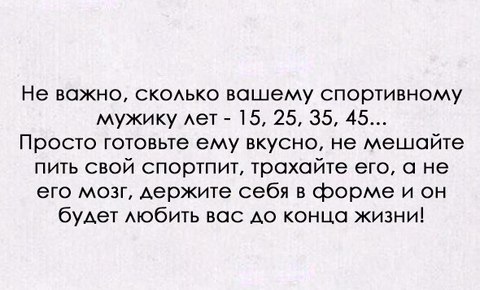 Не важно, сколько вашему спортивному
мужику лет - 15, 25, 35, 45...
Просто готовьте ему вкусно, не мешайте
пить свой спортпит, трахайте его, а не
его мозг, держите себя в форме и он
будет любить вас до конца жизни!